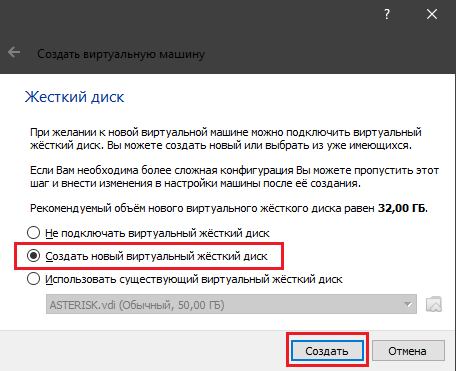 ?
Создать виртуальную машину
Жесткий диск
При желании к новой виртуальной машине можно подключить виртуальный
жёсткий диск. Вы можете создать новый или выбрать из уже имеющихся.
Если Вам необходима более сложная конфигурация Вы можете пропустить этот
шаг и внести изменения в настройки машины после её создания.
Рекомендуемый объём нового виртуального жёсткого диска равен 32,00 ГБ.
Не подключать виртуальный жёсткий диск
Создать новый виртуальный жёсткий диск
Использовать существующий виртуальный жёсткий диск
ASTERISK.vdi (Обычный, 50,00 ГБ)
Создать
Отмена